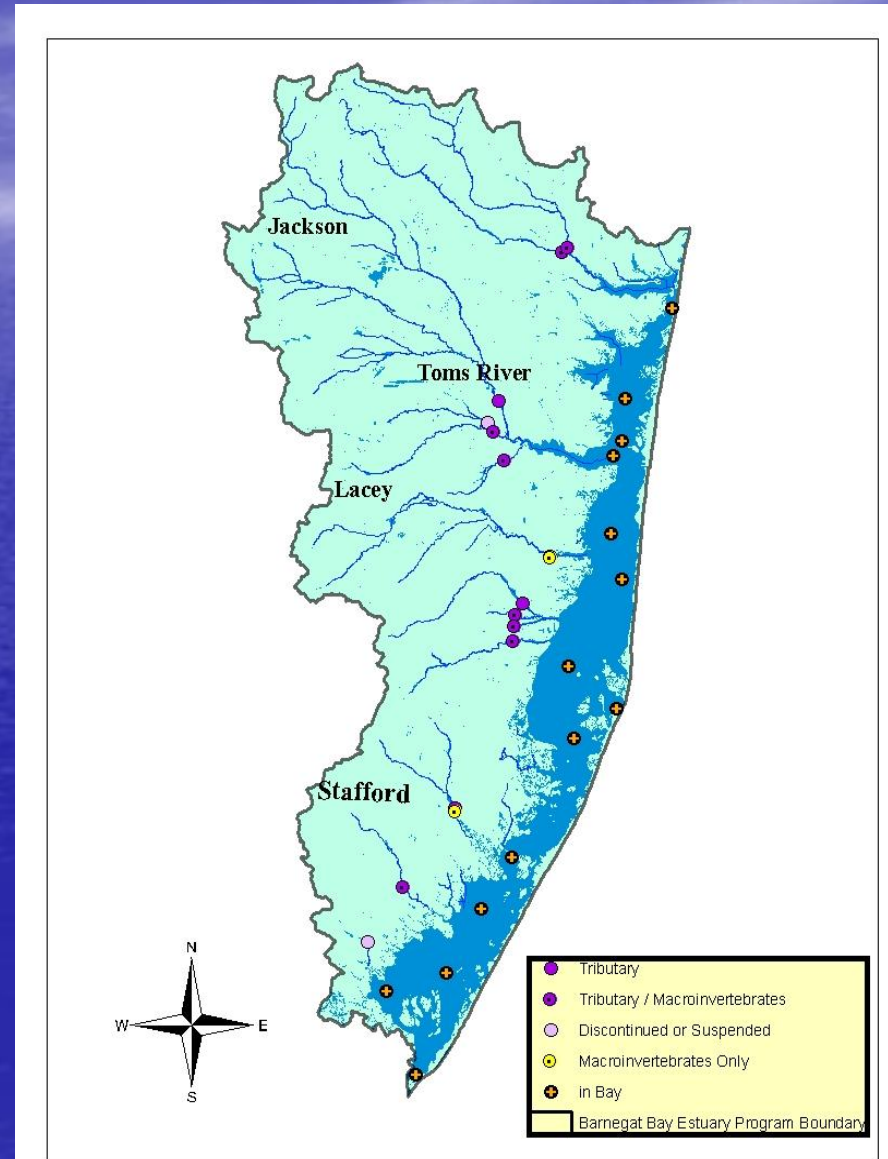 Jackson
Toms River
Lacey
Stafford
N
W
E
S
Tributary
Tributary / Macroinvertebrates
Discontinued or Suspended
Macroinvertebrates Only
in Bay
Barnegat Bay Estuary Program Boundary